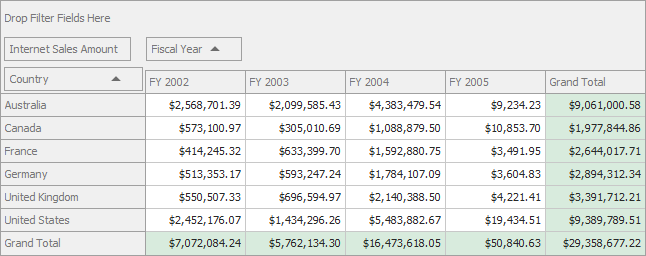 Drop Filter Fields Here
Internet Sales Amount Fiscal Year
Country FY 2002 FY 2003 FY 2004 FY 2005 Grand Total
Australia $2,568,701.39 $2,099,585.43 $4,383,479.54 $9,234.23 $9,061,000.58
Canada $573,100.97 $305,010.69 $1,088,879.50 $10,853.70 $1,977,844.86
France $414,245.32 $633,399.70 $1,592,880.75 $3,491.95 $2,644,017.71
Germany $513,353.17 $593,247.24 $1,784,107.09 $3,604.83 $2,894,312.34
United Kingdom $550,507.33 $696,594.97 $2,140,388.50 $4,221.41 $3,391,712.21
United States $2,452,176.07 $1,434,296.26 $5,483,882.67 $19,434.51 $9,389,789.51
Grand Total $7,072,084.24 $5,762,134.30 $16,473,618.05 $50,840.63 $29,358,677.22